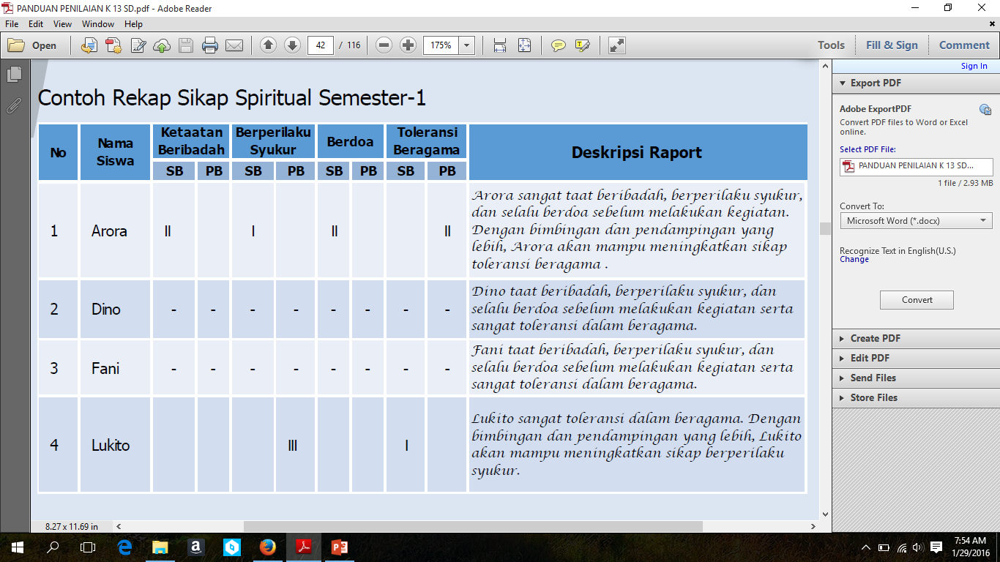 PANDUAN PENILAIAN K 13 SD.pdf - Adobe Reader
File Edit View Window Help
Open 42 / 116 175% Tools Fill & Sign Comment
Sign In
Contoh Rekap Sikap Spiritual Semester-1
No Nama Siswa Ketaatan Beribadah Berperilaku Syukur Berdoa Toleransi Beragama Deskripsi Raport
SB PB SB PB SB PB SB PB
1 Arora II I II II
Arora sangat taat beribadah, berperilaku syukur,
dan selalu berdoa sebelum melakukan kegiatan.
Dengan bimbingan dan pendampingan yang
lebih, Arora akan mampu meningkatkan sikap
toleransi beragama .
2 Dino - - - - - - - -
Dino taat beribadah, berperilaku syukur, dan
selalu berdoa sebelum melakukan kegiatan serta
sangat toleransi dalam beragama.
3 Fani - - - - - - - -
Fani taat beribadah, berperilaku syukur, dan
selalu berdoa sebelum melakukan kegiatan serta
sangat toleransi dalam beragama.
4 Lukito III I
Lukito sangat toleransi dalam beragama. Dengan
bimbingan dan pendampingan yang lebih, Lukito
akan mampu meningkatkan sikap berperilaku
syukur.
Export PDF
Adobe ExportPDF
Convert PDF files to Word or Excel
online.
Select PDF File:
PANDUAN PENILAIAN K 13 SD...
1 file / 2.93 MB
Convert To:
Microsoft Word (*.docx)
Recognize Text in English(U.S.)
Change
Convert
Create PDF
Edit PDF
Send Files
Store Files
8.27 x 11.69 in
7:54 AM
1/29/2016